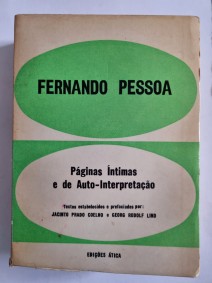 FERNANDO PESSOA
Páginas Íntimas
e de Auto-Interpretação
Textos estabelecidos e prefaciados por:
JACINTO PRADO COELHO e GEORG RUDOLF LIND
EDIÇÕES ÁTICA